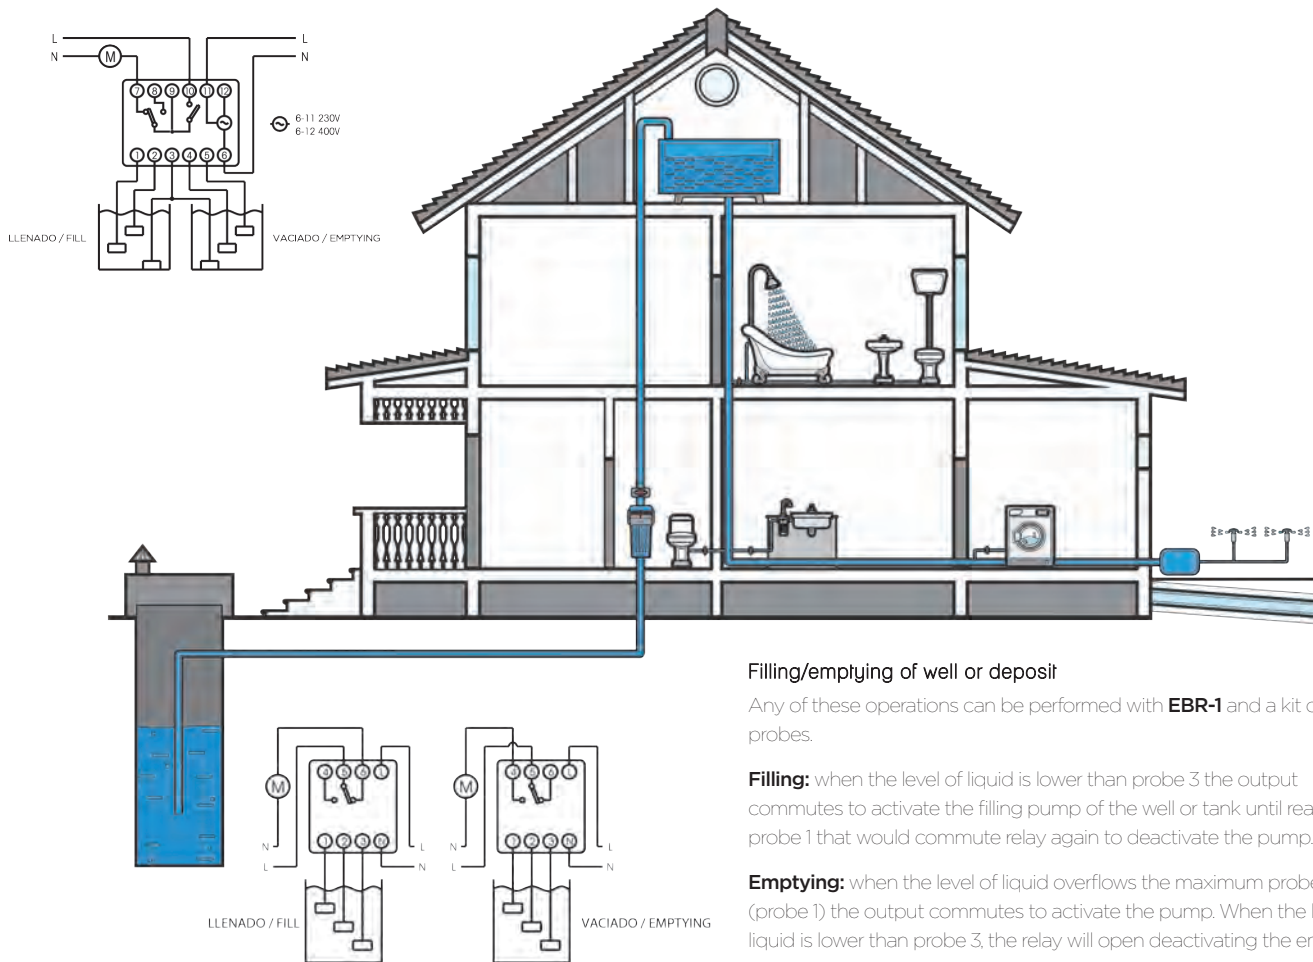 L
L
N
M
N
7 8 9 10 11 12
6-11 230V
6-12 400V
1 2 3 4 5 6
LLENADO / FILL
VACIADO / EMPTYING
Filling/emptying of well or deposit
Any of these operations can be performed with EBR-1 and a kit
probes.
Filling: when the level of liquid is lower than probe 3 the output
commutes to activate the filling pump of the well or tank until
probe 1 that would commute relay again to deactivate the pump.
Emptying: when the level of liquid overflows the maximum probe
(probe 1) the output commutes to activate the pump. When the
liquid is lower than probe 3, the relay will open deactivating the
4 5 6 L
M
1 2 3 N
N
L
L
N
LLENADO / FILL
4 5 6 L
M
1 2 3 N
N
L
L
N
VACIADO / EMPTYING